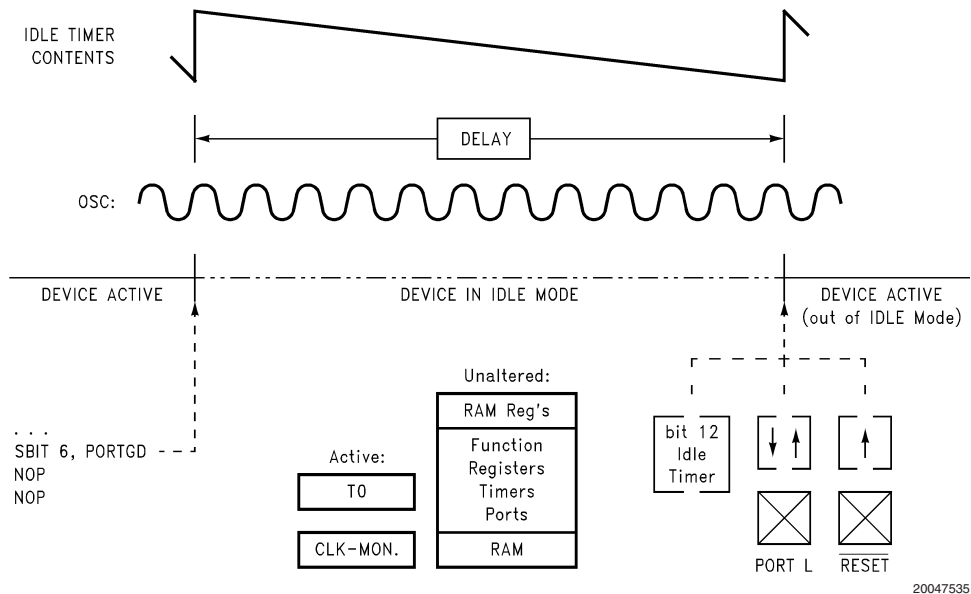 IDLE TIMER
CONTENTS
DELAY
OSC:
DEVICE ACTIVE
DEVICE IN IDLE MODE
DEVICE ACTIVE
(out of IDLE Mode)
. . .
SBIT 6, PORTGD
NOP
NOP
Active:
T0
CLK-MON.
Unaltered:
RAM Reg's
Function
Registers
Timers
Ports
RAM
bit 12
Idle
Timer
PORT L
RESET
20047535